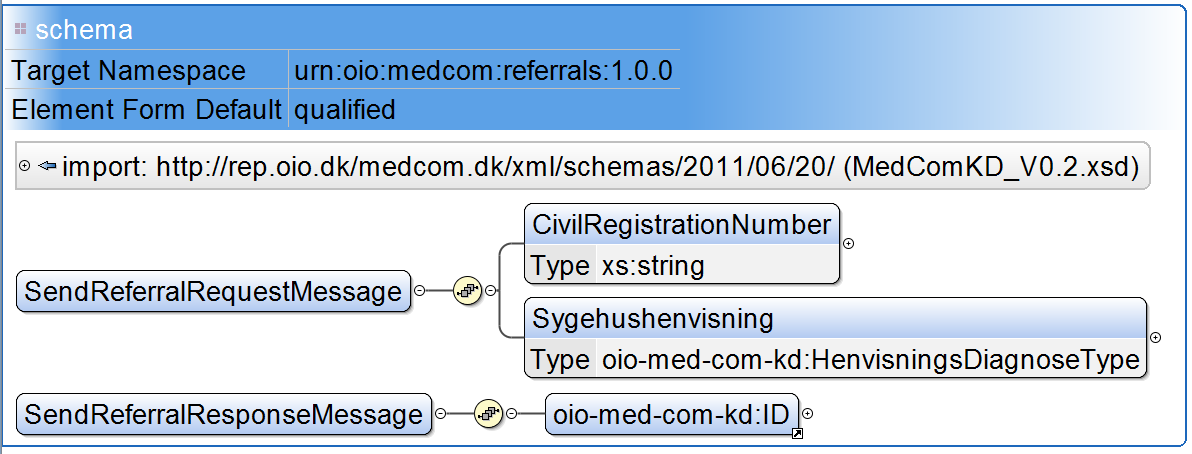 schema
Target Namespace urn:oio:medcom:referrals:1.0.0
Element Form Default qualified
import: http://rep.oio.dk/medcom.dk/xml/schemas/2011/06/20/ (MedComKD_V0.2.xsd)
CivilRegistrationNumber
Type xs:string
SendReferralRequestMessage
Sygehushenvisning
Type oio-med-com-kd:HenvisningsDiagnoseType
SendReferralResponseMessage
oio-med-com-kd:ID